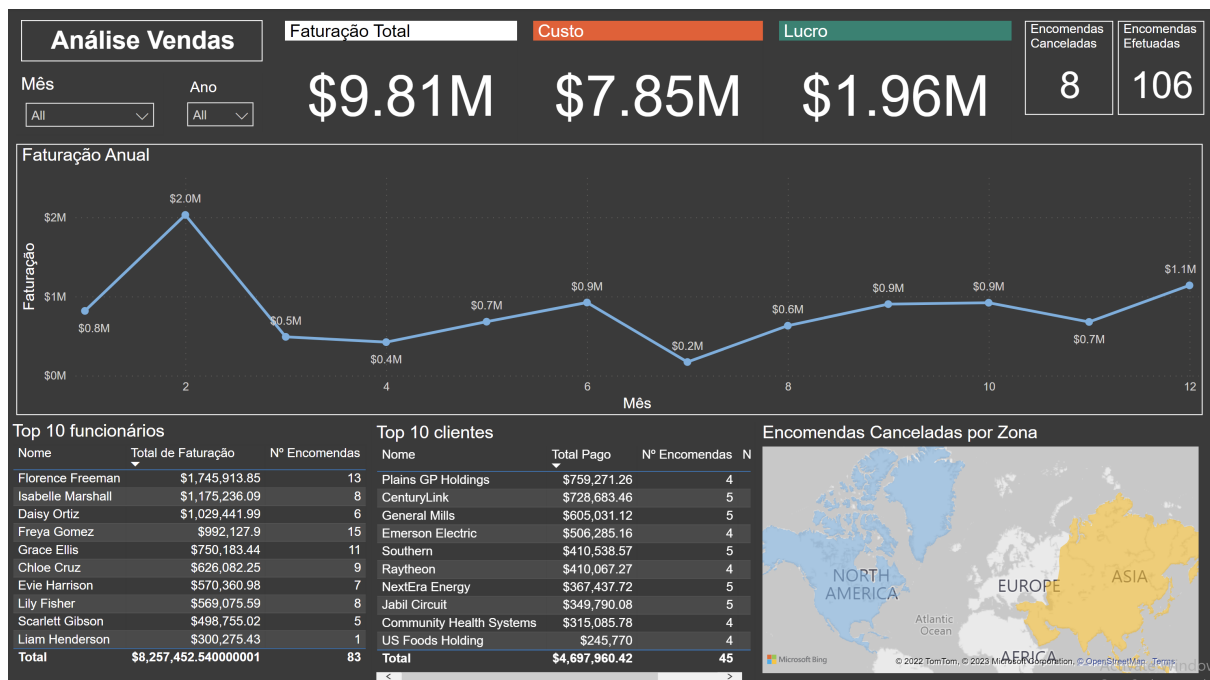 Análise Vendas
Faturação Total
Custo
Lucro
Encomendas
Canceladas
Encomendas
Efetuadas
Mês
Ano
All
All
$9.81M
$7.85M
$1.96M
8
106
Faturação Anual
Faturação
$2M
$1M
$0M
$0.8M
$2.0M
$0.5M
$0.4M
$0.7M
$0.9M
$0.2M
$0.6M
$0.9M
$0.9M
$0.7M
$1.1M
2 4 6 8 10 12
Mês
Top 10 funcionários
Nome Total de Faturação Nº Encomendas
Florence Freeman $1,745,913.85 13
Isabelle Marshall $1,175,236.09 8
Daisy Ortiz $1,029,441.99 6
Freya Gomez $992,127.9 15
Grace Ellis $750,183.44 11
Chloe Cruz $626,082.25 9
Evie Harrison $570,360.98 7
Lily Fisher $569,075.59 8
Scarlett Gibson $498,755.02 5
Liam Henderson $300,275.43 1
Total $8,257,452.540000001 83
Top 10 clientes
Nome Total Pago Nº Encomendas N
Plains GP Holdings $759,271.26 4
CenturyLink $728,683.46 5
General Mills $605,031.12 5
Emerson Electric $506,285.16 4
Southern $410,538.57 5
Raytheon $410,067.27 4
NextEra Energy $367,437.72 5
Jabil Circuit $349,790.08 5
Community Health Systems $315,085.78 4
US Foods Holding $245,770 4
Total $4,697,960.42 45
Encomendas Canceladas por Zona
NORTH
AMERICA
EUROPE
ASIA
Atlantic
Ocean
AFRICA
Microsoft Bing
© 2022 TomTom, © 2023 Microsoft Corporation, © OpenStreetMap Terms